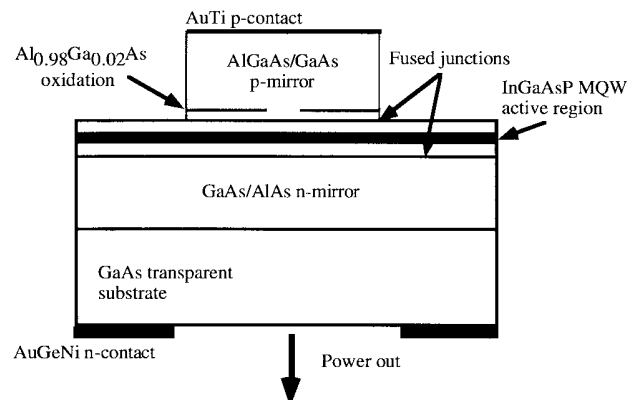 AuTi p-contact
Al0.98Ga0.02As
oxidation
AlGaAs/GaAs
p-mirror
Fused junctions
InGaAsP MQW
active region
GaAs/AlAs n-mirror
GaAs transparent
substrate
AuGeNi n-contact
Power out